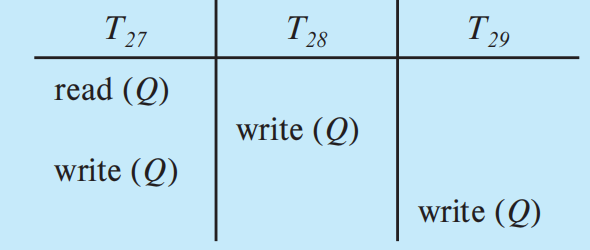 T27 T28 T29
read (Q)
write (Q)
write (Q)
write (Q)